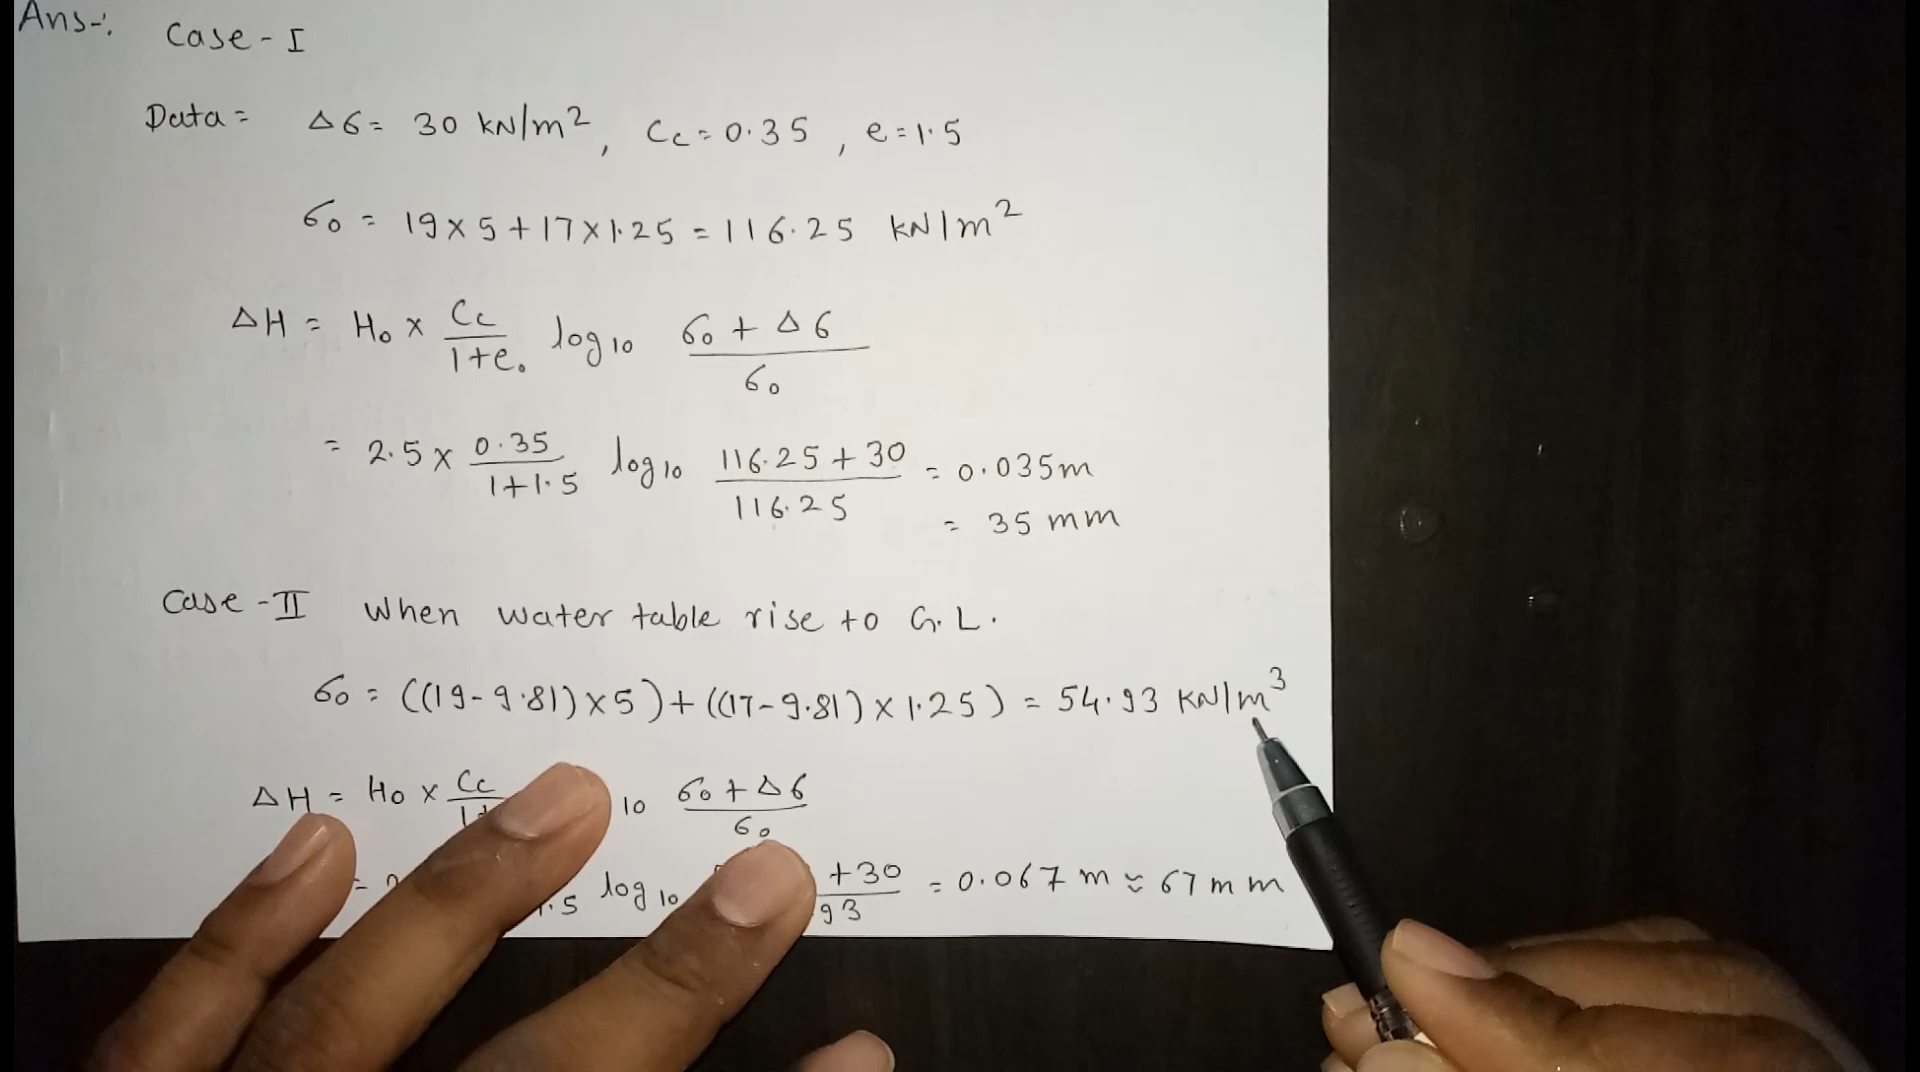 Ans-:
Case - I
Data = Δσ = 30 kN/m², Cc = 0.35, e = 1.5
σ₀ = 19 x 5 + 17 x 1.25 = 116.25 kN/m²
ΔH = H₀ x Cc / 1+e₀ log₁₀ σ₀ + Δσ / σ₀
= 2.5 x 0.35 / 1+1.5 log₁₀ 116.25 + 30 / 116.25 = 0.035m
= 35 mm
Case - II When water table rise to G.L.
σ₀ = ((19 - 9.81) x 5) + ((17 - 9.81) x 1.25) = 54.93 KN/m³
ΔH = H₀ x Cc / 1+ 10 σ₀ + Δσ / σ₀
= .5 log₁₀ + 30 / 93 = 0.067 m ≈ 67 mm